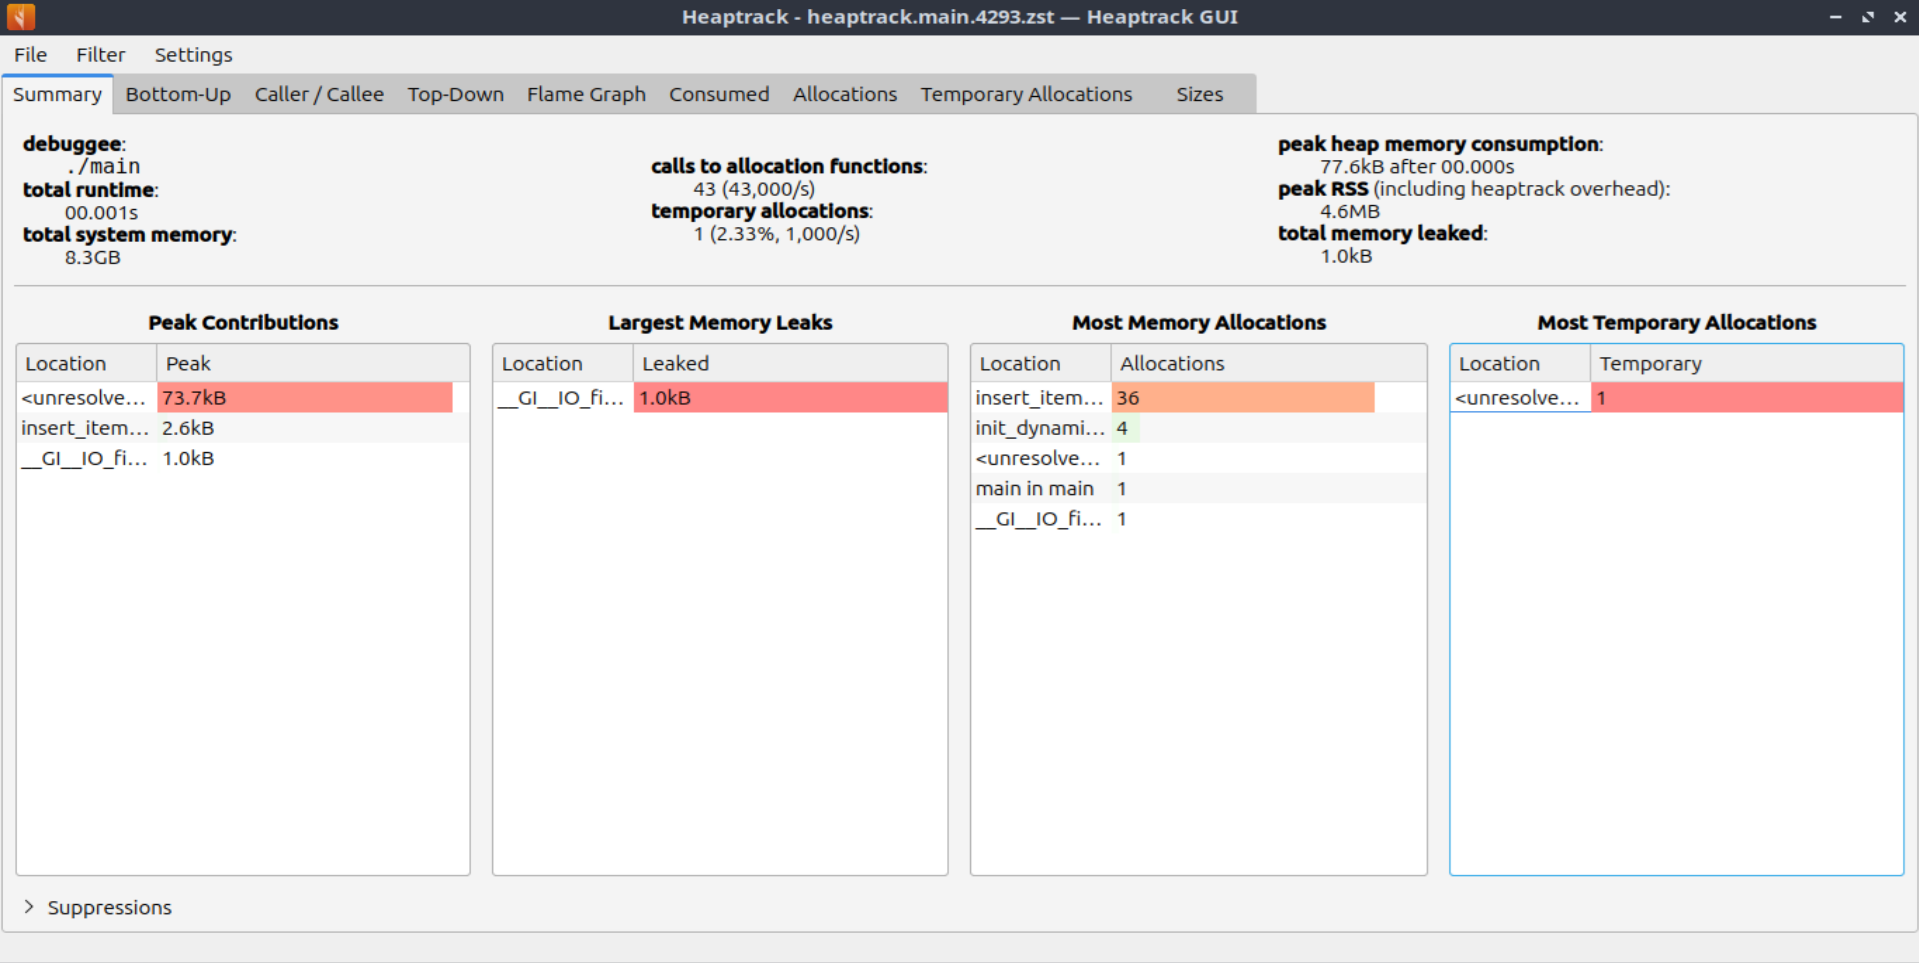 Heaptrack - heaptrack.main.4293.zst — Heaptrack GUI
File Filter Settings
Summary Bottom-Up Caller / Callee Top-Down Flame Graph Consumed Allocations Temporary Allocations Sizes
debuggee:
./main
total runtime:
00.001s
total system memory:
8.3GB
calls to allocation functions:
43 (43,000/s)
temporary allocations:
1 (2.33%, 1,000/s)
peak heap memory consumption:
77.6kB after 00.000s
peak RSS (including heaptrack overhead):
4.6MB
total memory leaked:
1.0kB
Peak Contributions
Location Peak
<unresolve... 73.7kB
insert_item... 2.6kB
__GI__IO_fi... 1.0kB
Largest Memory Leaks
Location Leaked
__GI__IO_fi... 1.0kB
Most Memory Allocations
Location Allocations
insert_item... 36
init_dynami... 4
<unresolve... 1
main in main 1
__GI__IO_fi... 1
Most Temporary Allocations
Location Temporary
<unresolve... 1
Suppressions